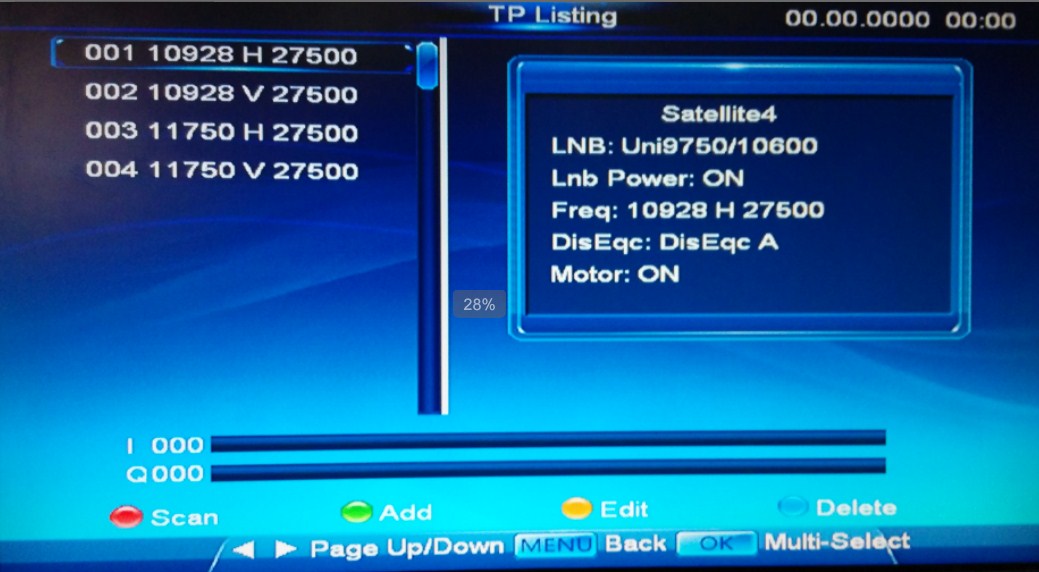 TP Listing
00.00.0000 00:00
001 10928 H 27500
002 10928 V 27500
003 11750 H 27500
004 11750 V 27500
Satellite4
LNB: Uni9750/10600
Lnb Power: ON
Freq: 10928 H 27500
DisEqc: DisEqc A
Motor: ON
28%
I 000
Q 000
Scan Add Edit Delete
Page Up/Down MENU Back OK Multi-Select